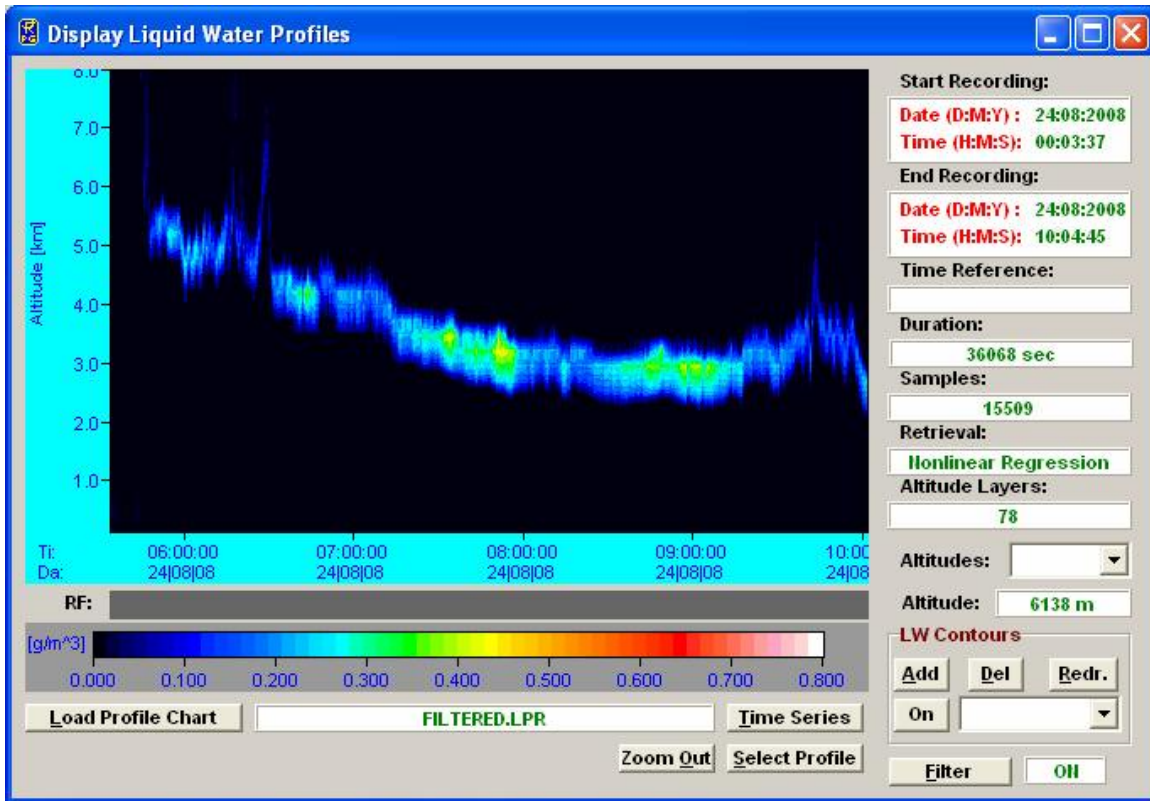 Display Liquid Water Profiles
8.0
7.0
6.0
5.0
4.0
3.0
2.0
1.0
Altitude [km]
Ti: 06:00:00 07:00:00 08:00:00 09:00:00 10:00
Da: 24|08|08 24|08|08 24|08|08 24|08|08 24|08
RF:
[g/m^3]
0.000 0.100 0.200 0.300 0.400 0.500 0.600 0.700 0.800
Load Profile Chart FILTERED.LPR Time Series
Zoom Out Select Profile
Start Recording:
Date (D:M:Y) : 24:08:2008
Time (H:M:S): 00:03:37
End Recording:
Date (D:M:Y) : 24:08:2008
Time (H:M:S): 10:04:45
Time Reference:
Duration:
36068 sec
Samples:
15509
Retrieval:
Nonlinear Regression
Altitude Layers:
78
Altitudes:
Altitude: 6138 m
LW Contours
Add Del Redr.
On
Filter ON